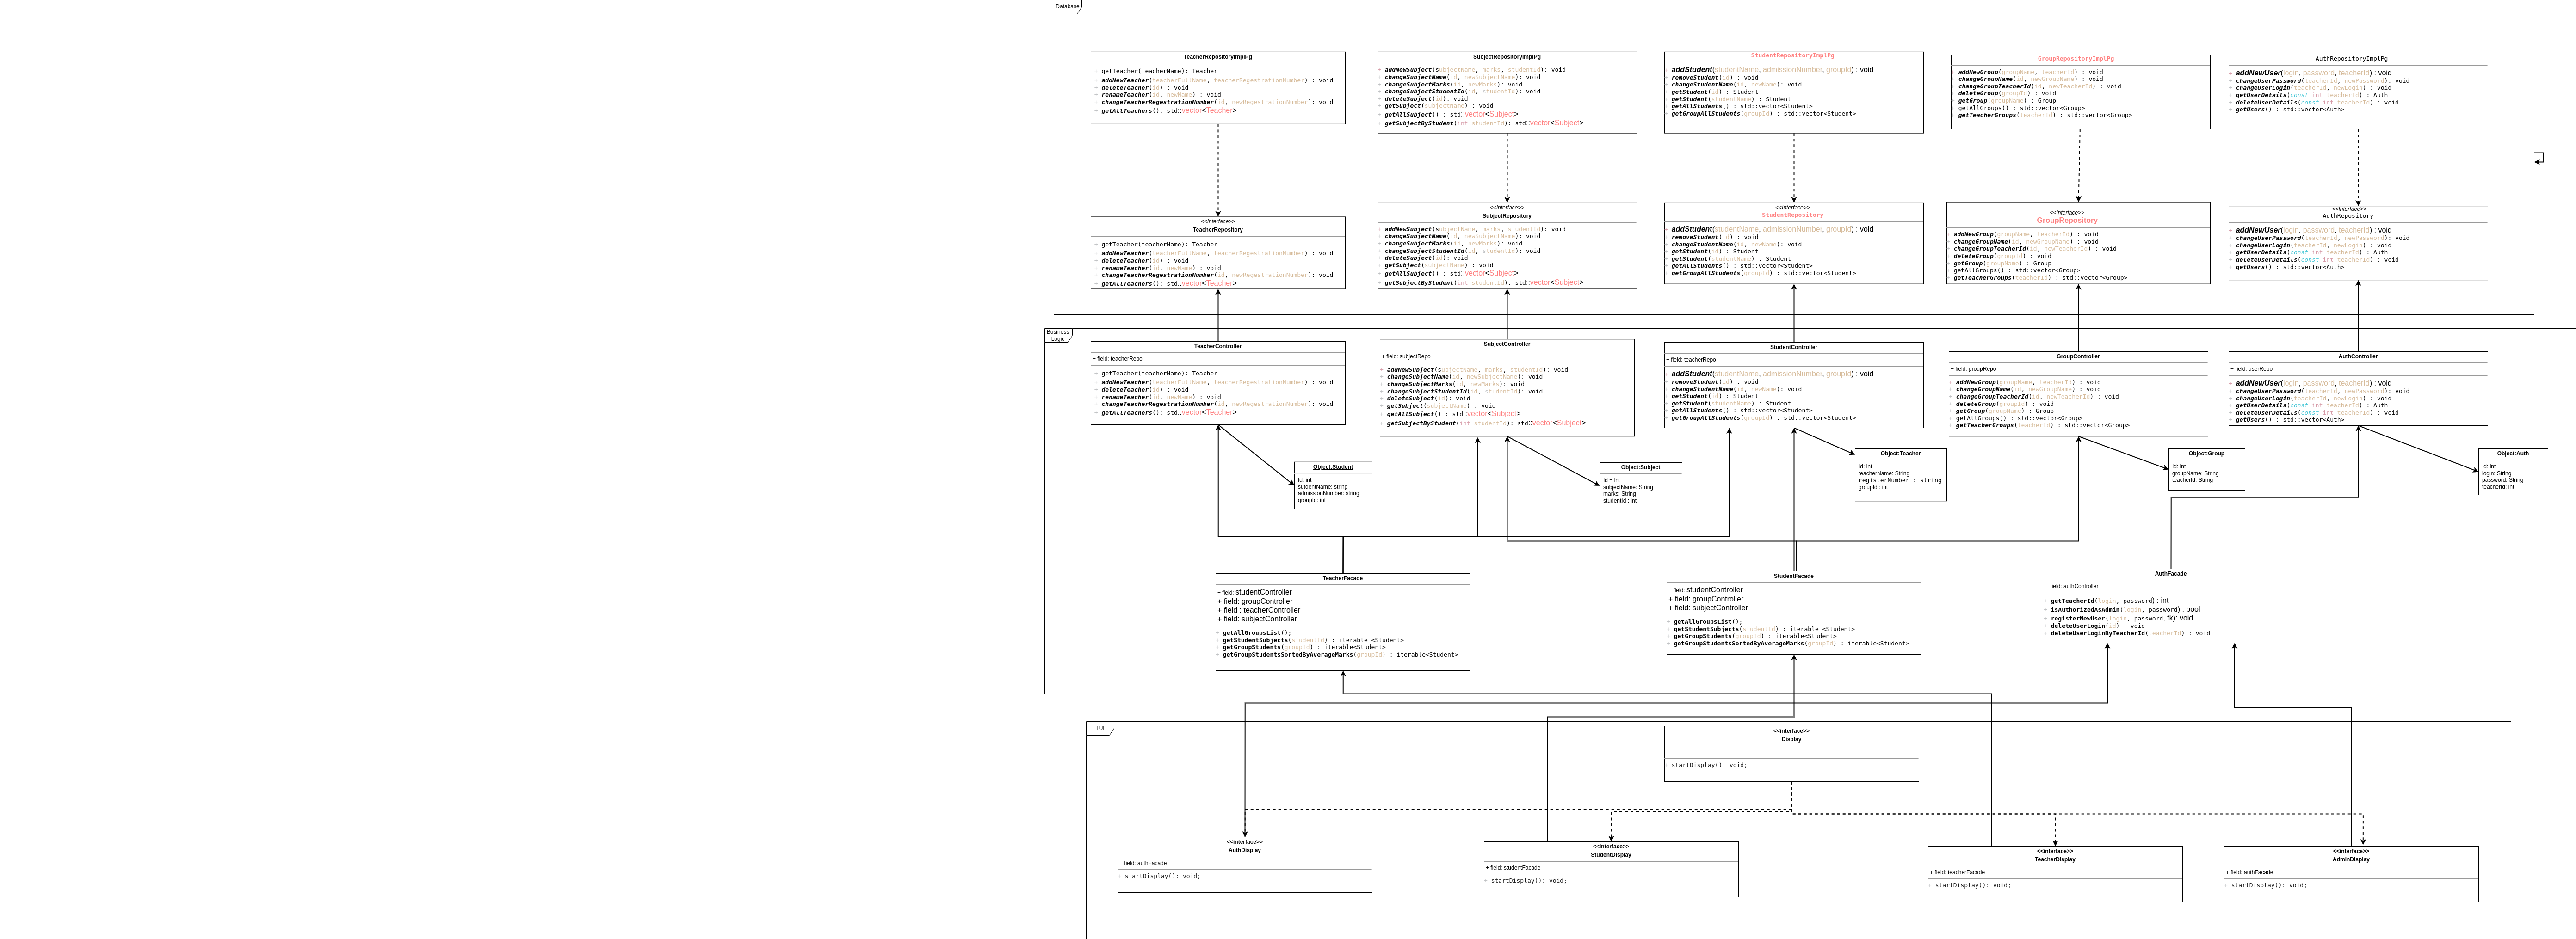 Database
TeacherRepositoryImplPg
+ getTeacher(teacherName): Teacher
+ addNewTeacher(teacherFullName, teacherRegestrationNumber) : void
+ deleteTeacher(id) : void
+ renameTeacher(id, newName) : void
+ changeTeacherRegestrationNumber(id, newRegestrationNumber): void
+ getAllTeachers(): std::vector<Teacher>
SubjectRepositoryImplPg
+ addNewSubject(subjectName, marks, studentId): void
+ changeSubjectName(id, newSubjectName): void
+ changeSubjectMarks(id, newMarks): void
+ changeSubjectStudentId(id, studentId): void
+ deleteSubject(id): void
+ getSubject(subjectName) : void
+ getAllSubject() : std::vector<Subject>
+ getSubjectByStudent(int studentId): std::vector<Subject>
StudentRepositoryImplPg
+ addStudent(studentName, admissionNumber, groupId) : void
+ removeStudent(id) : void
+ changeStudentName(id, newName): void
+ getStudent(id) : Student
+ getStudent(studentName) : Student
+ getAllStudents() : std::vector<Student>
+ getGroupAllStudents(groupId) : std::vector<Student>
GroupRepositoryImplPg
+ addNewGroup(groupName, teacherId) : void
+ changeGroupName(id, newGroupName) : void
+ changeGroupTeacherId(id, newTeacherId) : void
+ deleteGroup(groupId) : void
+ getGroup(groupName) : Group
+ getAllGroups() : std::vector<Group>
+ getTeacherGroups(teacherId) : std::vector<Group>
AuthRepositoryImplPg
+ addNewUser(login, password, teacherId) : void
+ changeUserPassword(teacherId, newPassword): void
+ changeUserLogin(teacherId, newLogin) : void
+ getUserDetails(const int teacherId) : Auth
+ deleteUserDetails(const int teacherId) : void
+ getUsers() : std::vector<Auth>
<<Interface>>
TeacherRepository
+ getTeacher(teacherName): Teacher
+ addNewTeacher(teacherFullName, teacherRegestrationNumber) : void
+ deleteTeacher(id) : void
+ renameTeacher(id, newName) : void
+ changeTeacherRegestrationNumber(id, newRegestrationNumber): void
+ getAllTeachers(): std::vector<Teacher>
<<Interface>>
SubjectRepository
+ addNewSubject(subjectName, marks, studentId): void
+ changeSubjectName(id, newSubjectName): void
+ changeSubjectMarks(id, newMarks): void
+ changeSubjectStudentId(id, studentId): void
+ deleteSubject(id): void
+ getSubject(subjectName) : void
+ getAllSubject() : std::vector<Subject>
+ getSubjectByStudent(int studentId): std::vector<Subject>
<<Interface>>
StudentRepository
+ addStudent(studentName, admissionNumber, groupId) : void
+ removeStudent(id) : void
+ changeStudentName(id, newName): void
+ getStudent(id) : Student
+ getStudent(studentName) : Student
+ getAllStudents() : std::vector<Student>
+ getGroupAllStudents(groupId) : std::vector<Student>
<<Interface>>
GroupRepository
+ addNewGroup(groupName, teacherId) : void
+ changeGroupName(id, newGroupName) : void
+ changeGroupTeacherId(id, newTeacherId) : void
+ deleteGroup(groupId) : void
+ getGroup(groupName) : Group
+ getAllGroups() : std::vector<Group>
+ getTeacherGroups(teacherId) : std::vector<Group>
<<Interface>>
AuthRepository
+ addNewUser(login, password, teacherId) : void
+ changeUserPassword(teacherId, newPassword): void
+ changeUserLogin(teacherId, newLogin) : void
+ getUserDetails(const int teacherId) : Auth
+ deleteUserDetails(const int teacherId) : void
+ getUsers() : std::vector<Auth>
Business
Logic
TeacherController
+ field: teacherRepo
+ getTeacher(teacherName): Teacher
+ addNewTeacher(teacherFullName, teacherRegestrationNumber) : void
+ deleteTeacher(id) : void
+ renameTeacher(id, newName) : void
+ changeTeacherRegestrationNumber(id, newRegestrationNumber): void
+ getAllTeachers(): std::vector<Teacher>
SubjectController
+ field: subjectRepo
+ addNewSubject(subjectName, marks, studentId): void
+ changeSubjectName(id, newSubjectName): void
+ changeSubjectMarks(id, newMarks): void
+ changeSubjectStudentId(id, studentId): void
+ deleteSubject(id): void
+ getSubject(subjectName) : void
+ getAllSubject() : std::vector<Subject>
+ getSubjectByStudent(int studentId): std::vector<Subject>
StudentController
+ field: teacherRepo
+ addStudent(studentName, admissionNumber, groupId) : void
+ removeStudent(id) : void
+ changeStudentName(id, newName): void
+ getStudent(id) : Student
+ getStudent(studentName) : Student
+ getAllStudents() : std::vector<Student>
+ getGroupAllStudents(groupId) : std::vector<Student>
GroupController
+ field: groupRepo
+ addNewGroup(groupName, teacherId) : void
+ changeGroupName(id, newGroupName) : void
+ changeGroupTeacherId(id, newTeacherId) : void
+ deleteGroup(groupId) : void
+ getGroup(groupName) : Group
+ getAllGroups() : std::vector<Group>
+ getTeacherGroups(teacherId) : std::vector<Group>
AuthController
+ field: userRepo
+ addNewUser(login, password, teacherId) : void
+ changeUserPassword(teacherId, newPassword): void
+ changeUserLogin(teacherId, newLogin) : void
+ getUserDetails(const int teacherId) : Auth
+ deleteUserDetails(const int teacherId) : void
+ getUsers() : std::vector<Auth>
Object:Student
Id: int
sutdentName: string
admissionNumber: string
groupId: int
Object:Subject
Id = int
subjectName: String
marks: String
studentId : int
Object:Teacher
Id: int
teacherName: String
registerNumber : string
groupId : int
Object:Group
Id: int
groupName: String
teacherId: String
Object:Auth
Id: int
login: String
password: String
teacherId: int
TeacherFacade
+ field: studentController
+ field: groupController
+ field : teacherController
+ field: subjectController
+ getAllGroupsList();
+ getStudentSubjects(studentId) : iterable <Student>
+ getGroupStudents(groupId) : iterable<Student>
+ getGroupStudentsSortedByAverageMarks(groupId) : iterable<Student>
StudentFacade
+ field: studentController
+ field: groupController
+ field: subjectController
+ getAllGroupsList();
+ getStudentSubjects(studentId) : iterable <Student>
+ getGroupStudents(groupId) : iterable<Student>
+ getGroupStudentsSortedByAverageMarks(groupId) : iterable<Student>
AuthFacade
+ field: authController
+ getTeacherId(login, password) : int
+ isAuthorizedAsAdmin(login, password) : bool
+ registerNewUser(login, password, fk): void
+ deleteUserLogin(id) : void
+ deleteUserLoginByTeacherId(teacherId) : void
TUI
<<interface>>
Display
+ startDisplay(): void;
<<interface>>
AuthDisplay
+ field: authFacade
+ startDisplay(): void;
<<interface>>
StudentDisplay
+ field: studentFacade
+ startDisplay(): void;
<<interface>>
TeacherDisplay
+ field: teacherFacade
+ startDisplay(): void;
<<interface>>
AdminDisplay
+ field: authFacade
+ startDisplay(): void;